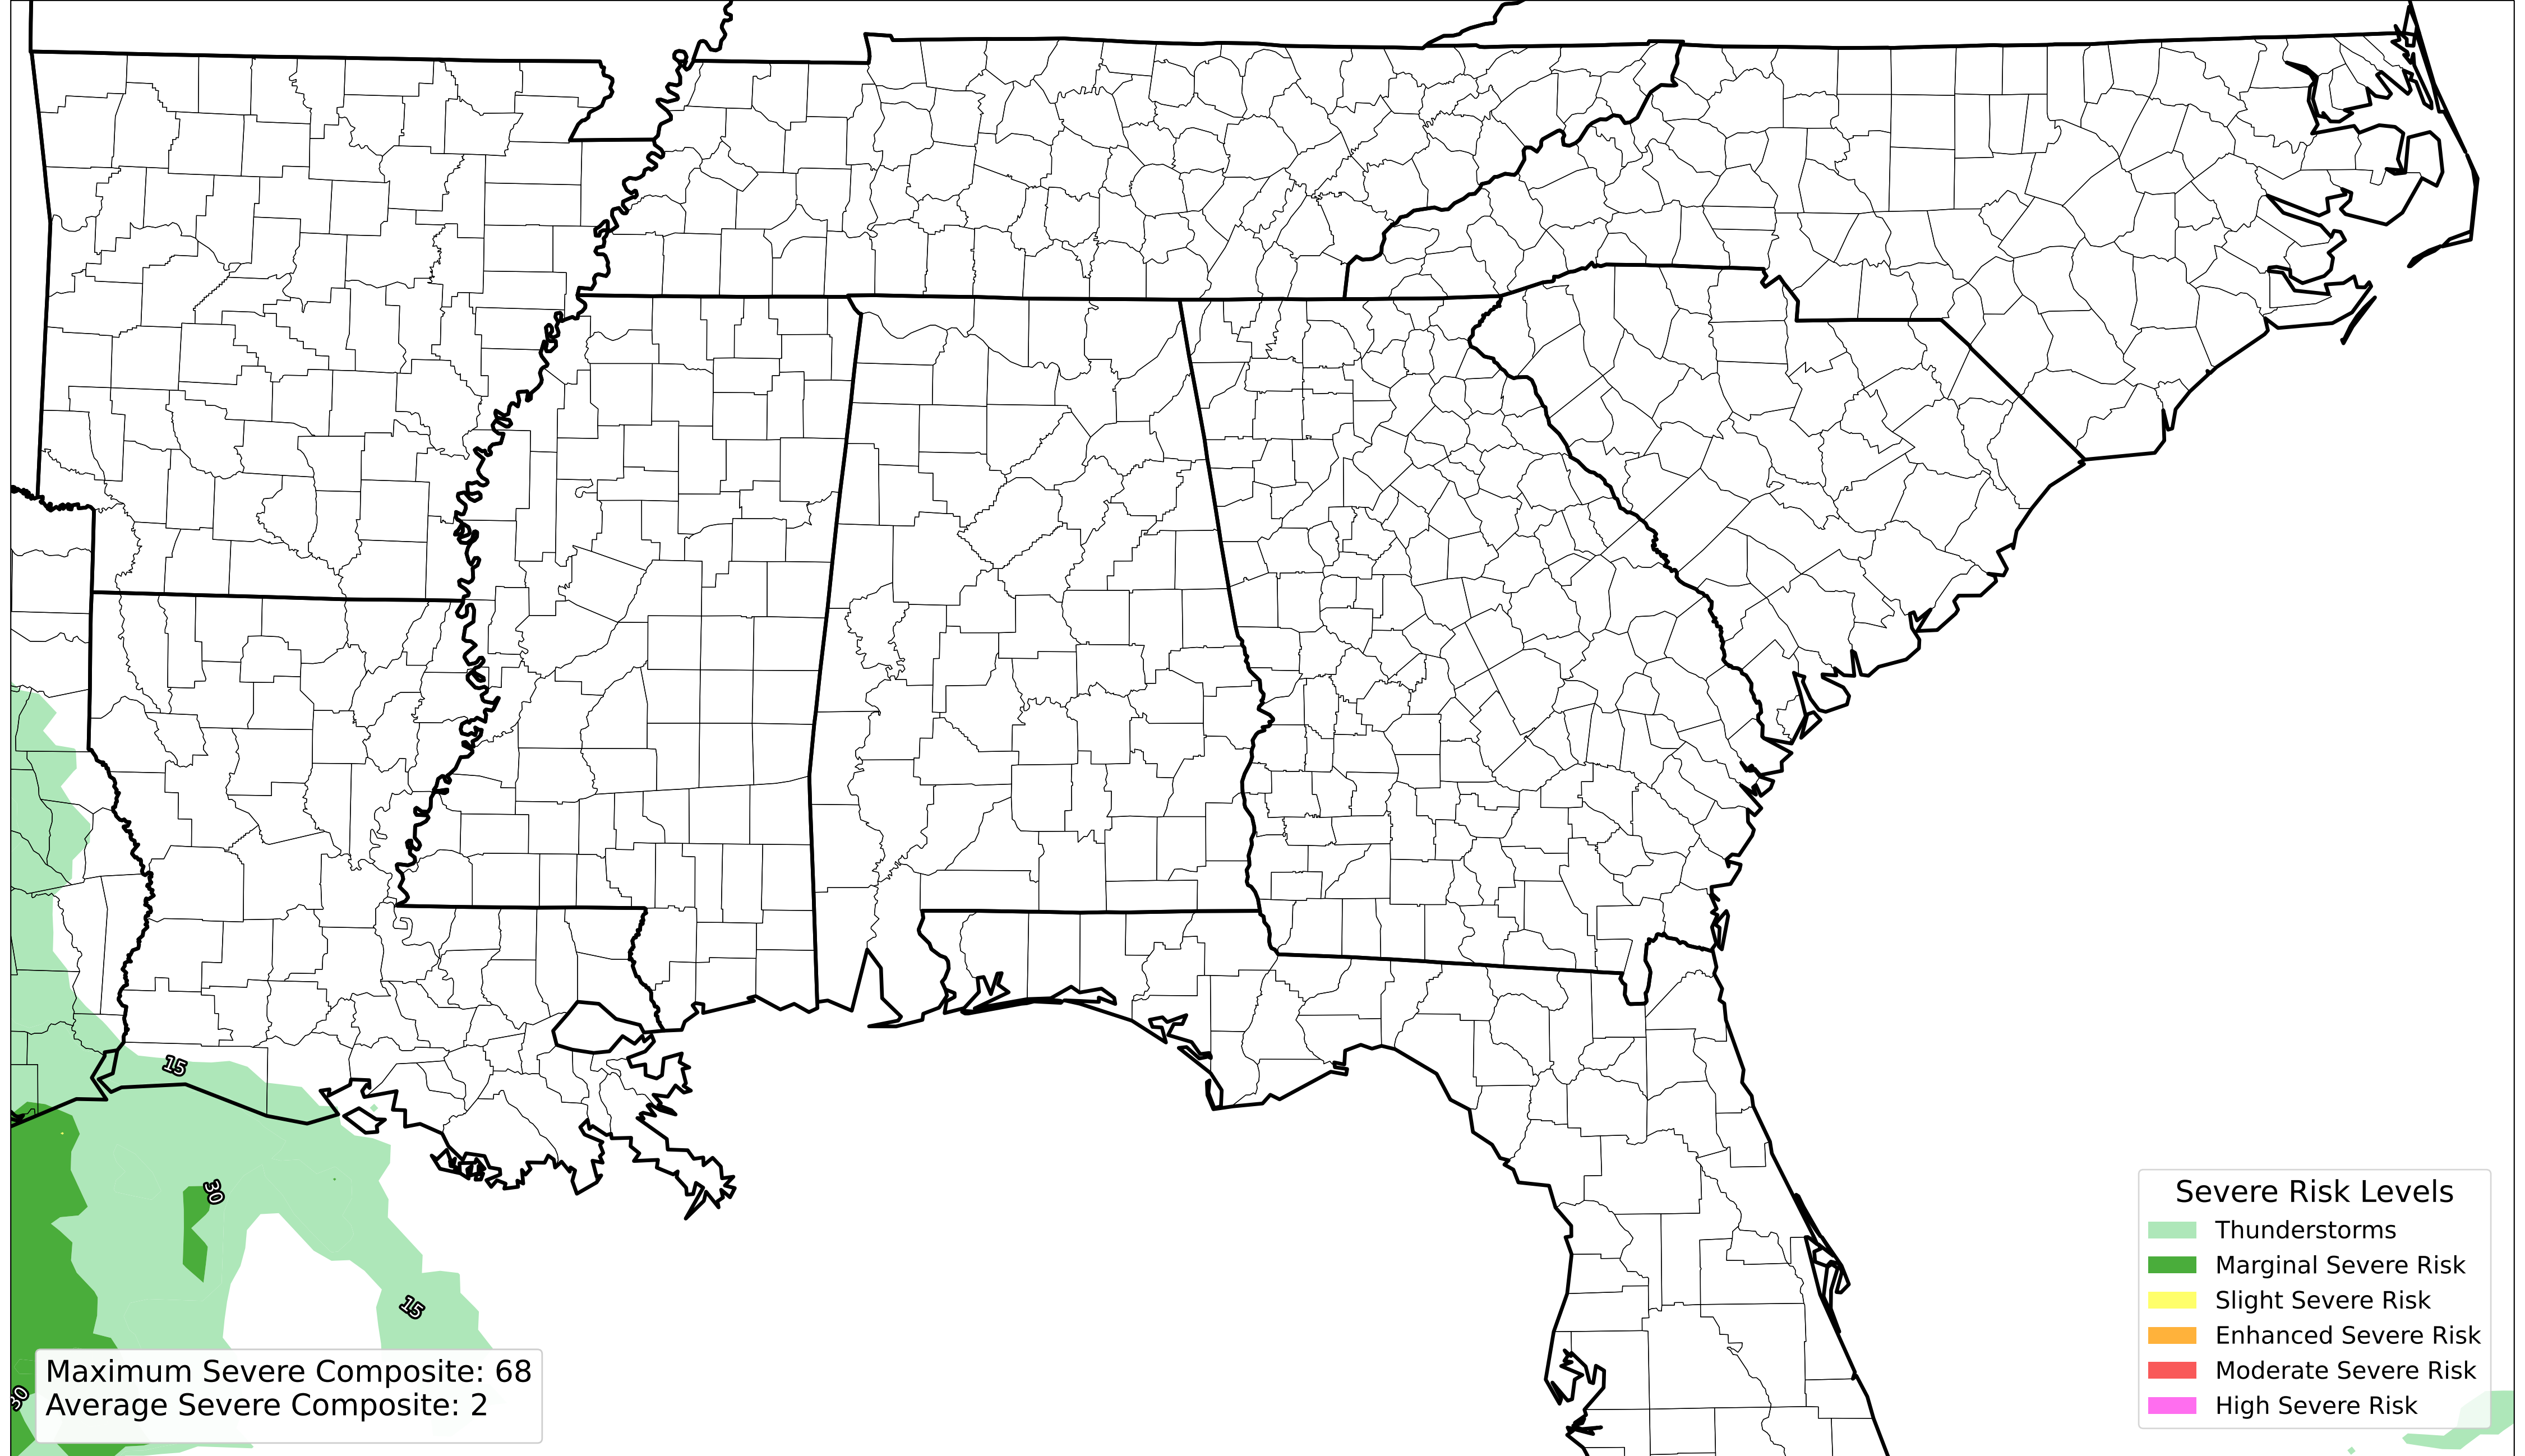 15
30
15
30
Maximum Severe Composite: 68
Average Severe Composite: 2
Severe Risk Levels
Thunderstorms
Marginal Severe Risk
Slight Severe Risk
Enhanced Severe Risk
Moderate Severe Risk
High Severe Risk